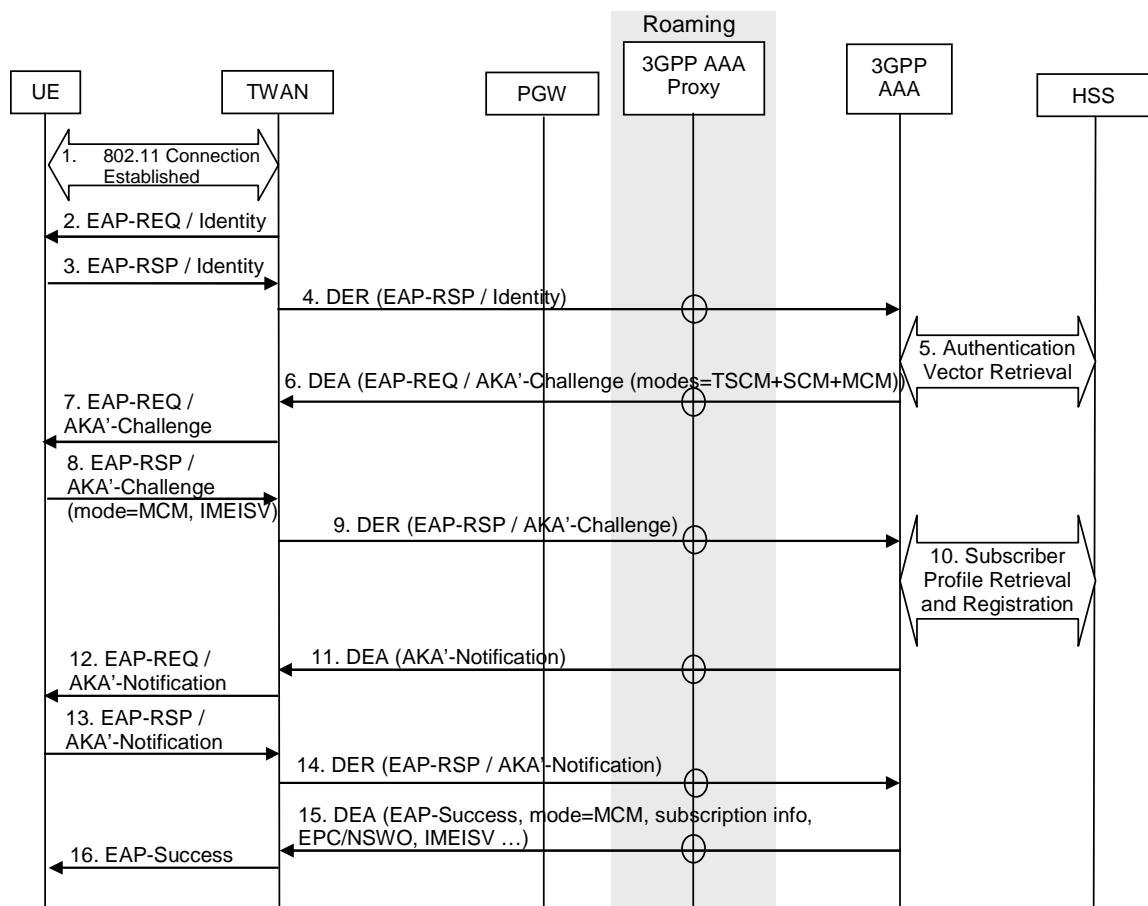 Roaming
UE
TWAN
PGW
3GPP AAA
Proxy
3GPP
AAA
HSS
1. 802.11 Connection
Established
2. EAP-REQ / Identity
3. EAP-RSP / Identity
4. DER (EAP-RSP / Identity)
5. Authentication
Vector Retrieval
6. DEA (EAP-REQ / AKA'-Challenge (modes=TSCM+SCM+MCM))
7. EAP-REQ /
AKA'-Challenge
8. EAP-RSP /
AKA'-Challenge
(mode=MCM, IMEISV)
9. DER (EAP-RSP / AKA'-Challenge)
10. Subscriber
Profile Retrieval
and Registration
11. DEA (AKA'-Notification)
12. EAP-REQ /
AKA'-Notification
13. EAP-RSP /
AKA'-Notification
14. DER (EAP-RSP / AKA'-Notification)
15. DEA (EAP-Success, mode=MCM, subscription info,
EPC/NSWO, IMEISV …)
16. EAP-Success